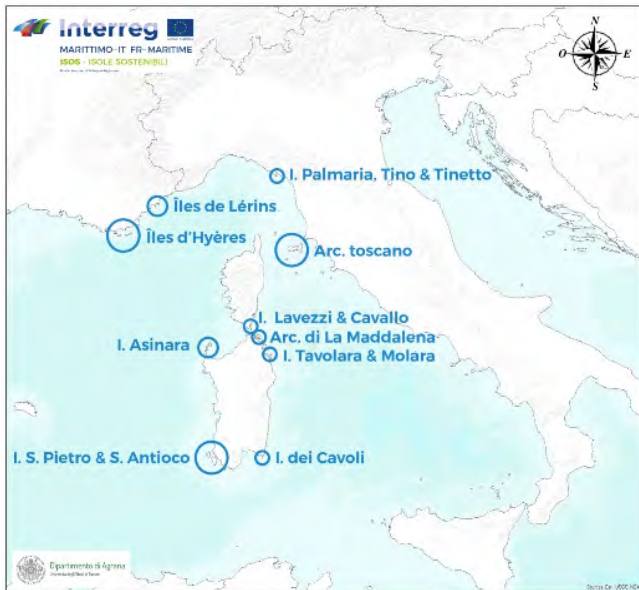 Interreg
MARITTIMO-IT FR-MARITIME
ISOS - ISOLE SOSTENIBILI
N
O
E
S
I. Palmaria, Tino & Tinetto
Îles de Lérins
Îles d'Hyères
Arc. toscano
I. Lavezzi & Cavallo
Arc. di La Maddalena
I. Asinara
I. Tavolara & Molara
I. S. Pietro & S. Antioco
I. dei Cavoli
Dipartimento di Agraria